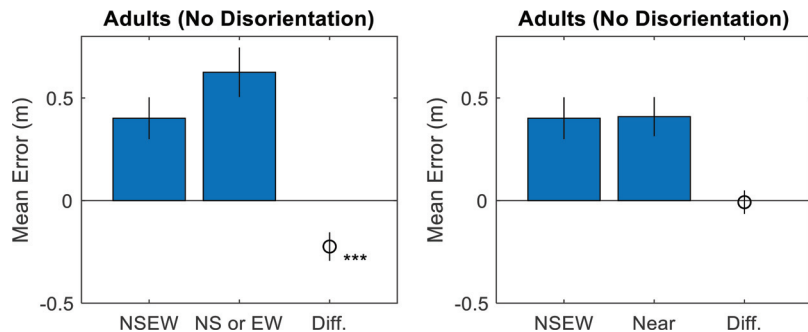 Adults (No Disorientation)
Mean Error (m)
0.5
0
-0.5
***
NSEW NS or EW Diff.
Adults (No Disorientation)
Mean Error (m)
0.5
0
-0.5
NSEW Near Diff.